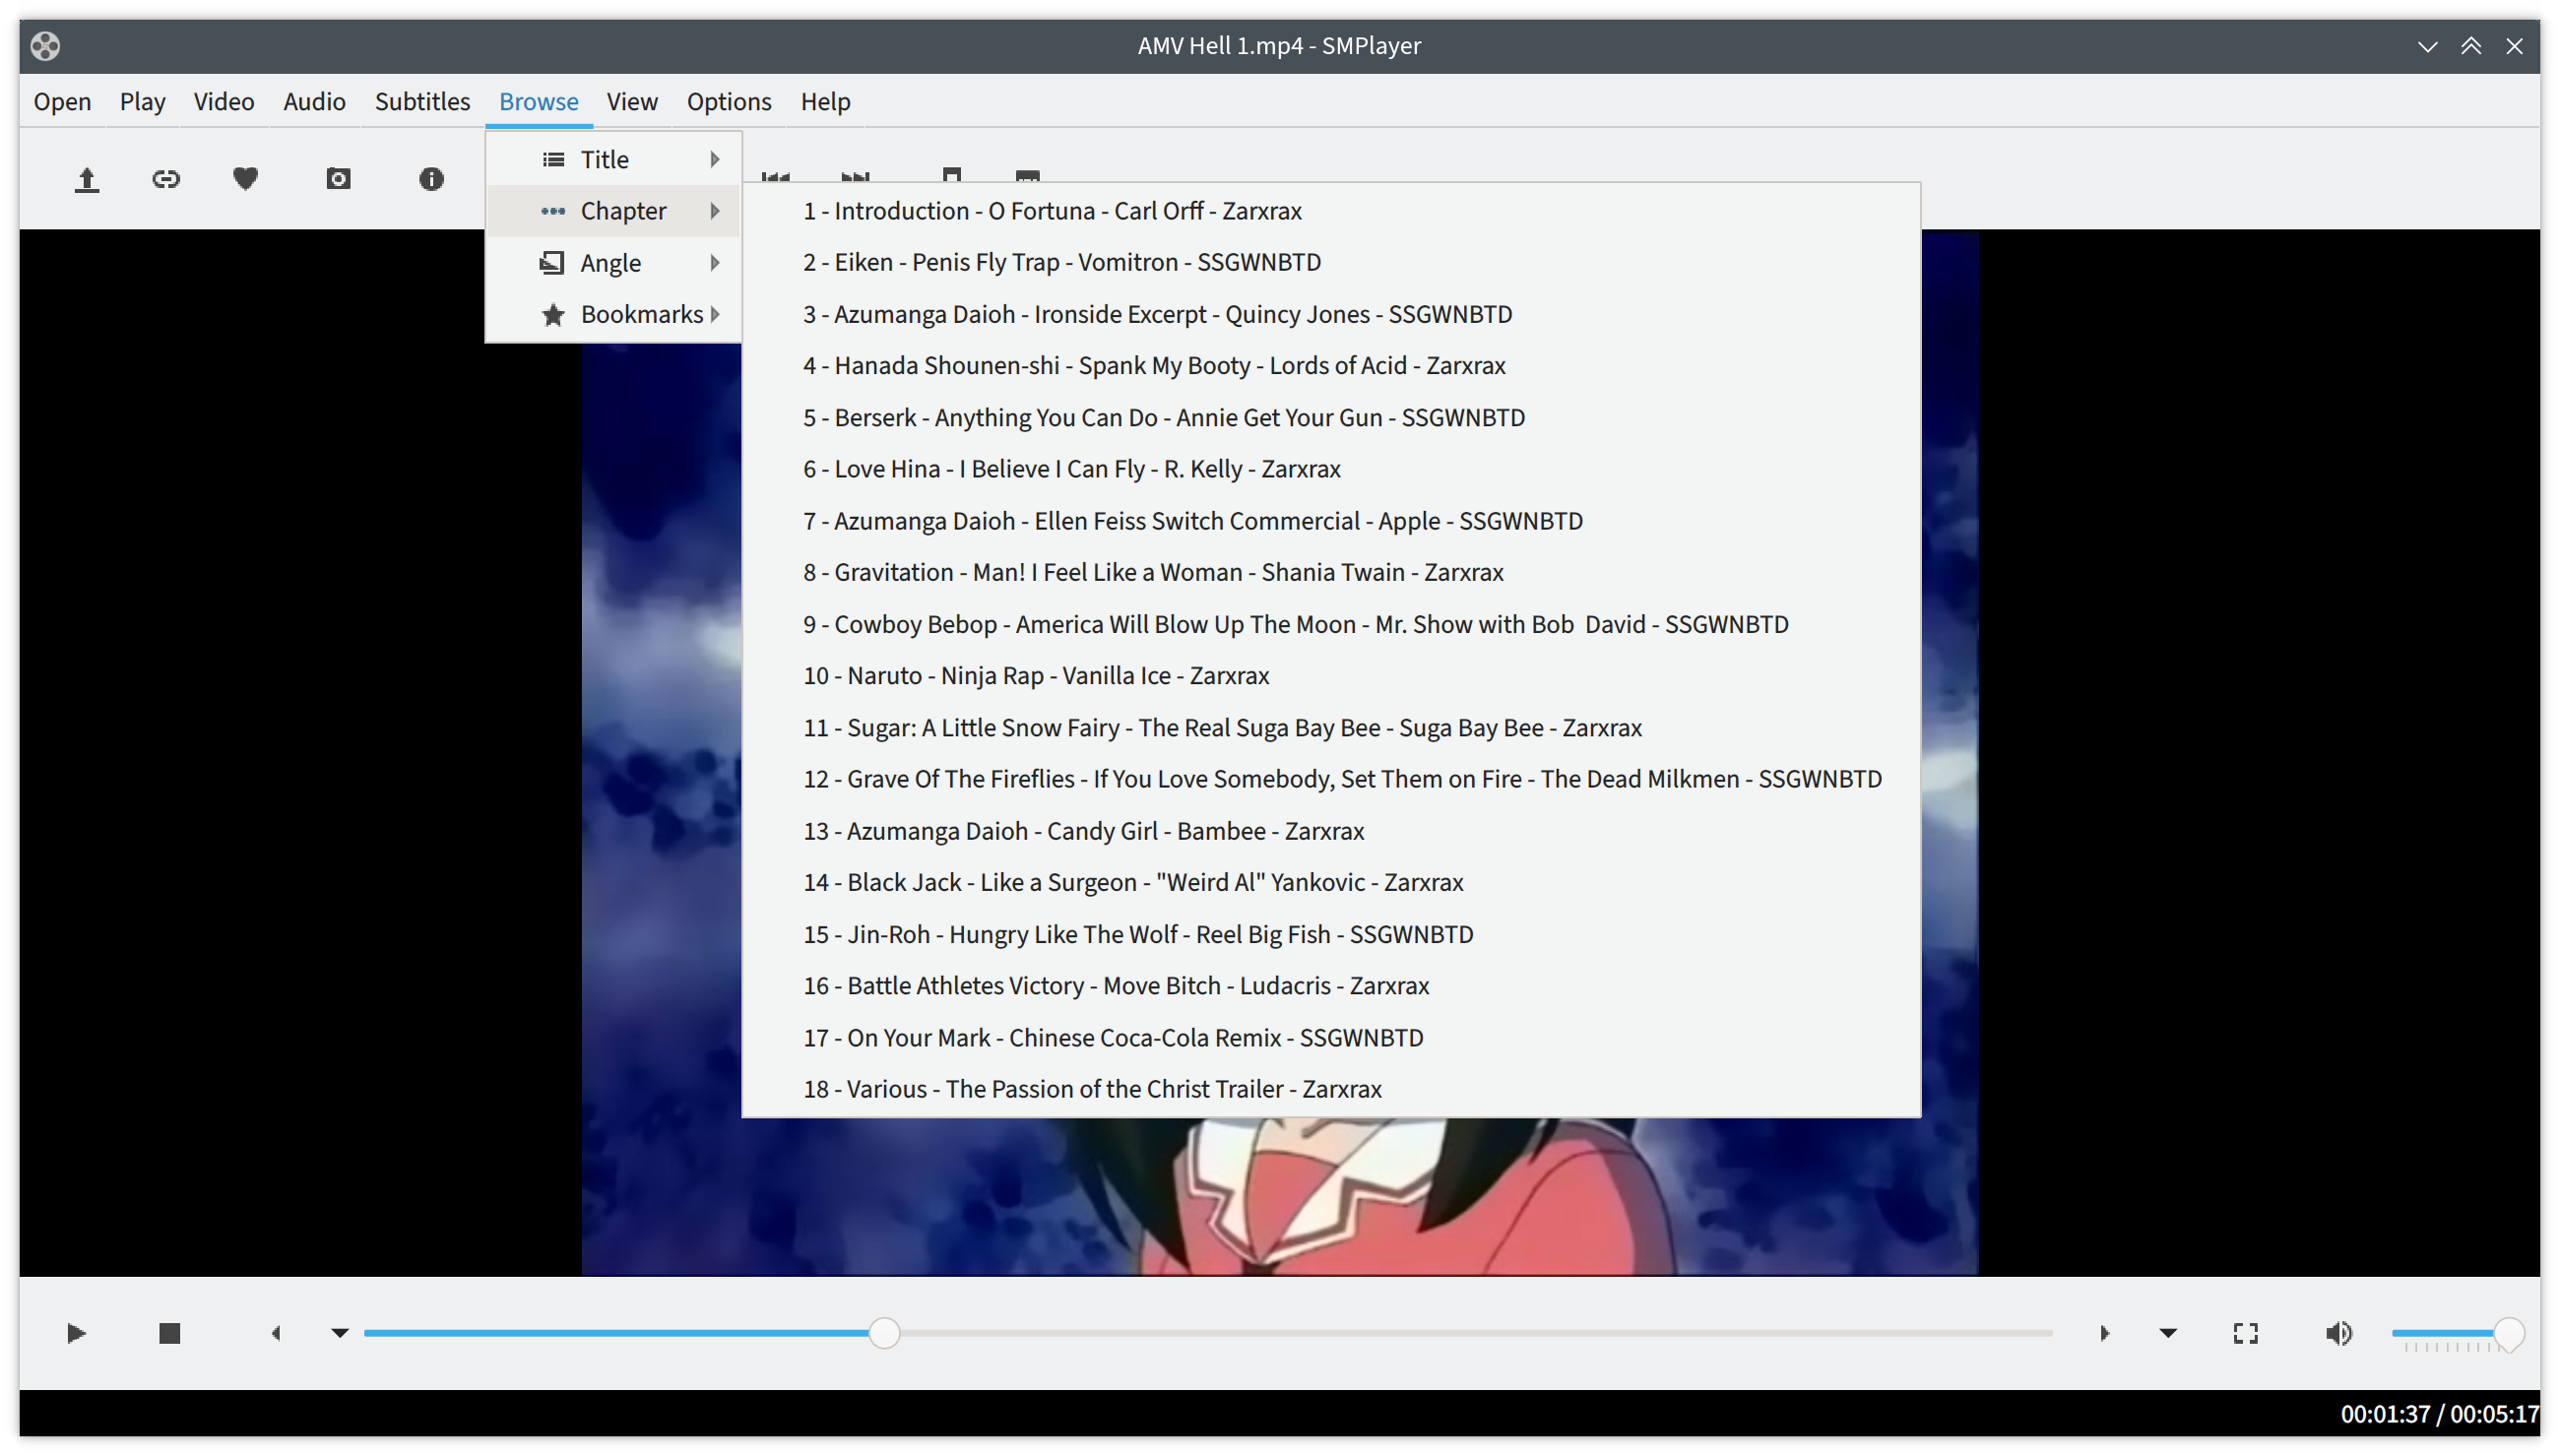 AMV Hell 1.mp4 - SMPlayer
Open Play Video Audio Subtitles Browse View Options Help
Title
Chapter
Angle
Bookmarks
1 - Introduction - O Fortuna - Carl Orff - Zarxrax
2 - Eiken - Penis Fly Trap - Vomitron - SSGWNBTD
3 - Azumanga Daioh - Ironside Excerpt - Quincy Jones - SSGWNBTD
4 - Hanada Shounen-shi - Spank My Booty - Lords of Acid - Zarxrax
5 - Berserk - Anything You Can Do - Annie Get Your Gun - SSGWNBTD
6 - Love Hina - I Believe I Can Fly - R. Kelly - Zarxrax
7 - Azumanga Daioh - Ellen Feiss Switch Commercial - Apple - SSGWNBTD
8 - Gravitation - Man! I Feel Like a Woman - Shania Twain - Zarxrax
9 - Cowboy Bebop - America Will Blow Up The Moon - Mr. Show with Bob  David - SSGWNBTD
10 - Naruto - Ninja Rap - Vanilla Ice - Zarxrax
11 - Sugar: A Little Snow Fairy - The Real Suga Bay Bee - Suga Bay Bee - Zarxrax
12 - Grave Of The Fireflies - If You Love Somebody, Set Them on Fire - The Dead Milkmen - SSGWNBTD
13 - Azumanga Daioh - Candy Girl - Bambee - Zarxrax
14 - Black Jack - Like a Surgeon - "Weird Al" Yankovic - Zarxrax
15 - Jin-Roh - Hungry Like The Wolf - Reel Big Fish - SSGWNBTD
16 - Battle Athletes Victory - Move Bitch - Ludacris - Zarxrax
17 - On Your Mark - Chinese Coca-Cola Remix - SSGWNBTD
18 - Various - The Passion of the Christ Trailer - Zarxrax
00:01:37 / 00:05:17